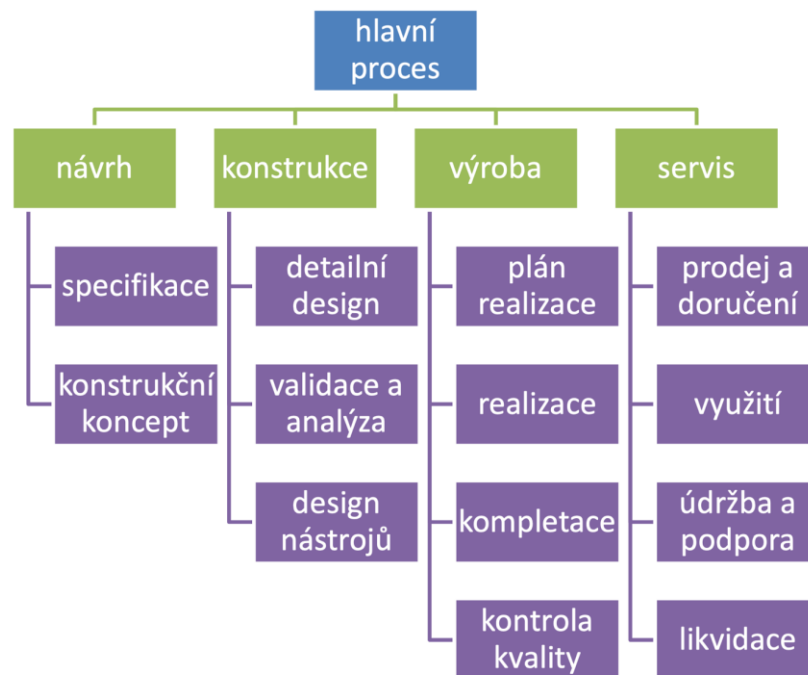 hlavní
proces
návrh
konstrukce
výroba
servis
specifikace
konstrukční
koncept
detailní
design
validace a
analýza
design
nástrojů
plán
realizace
realizace
kompletace
kontrola
kvality
prodej a
doručení
využití
údržba a
podpora
likvidace